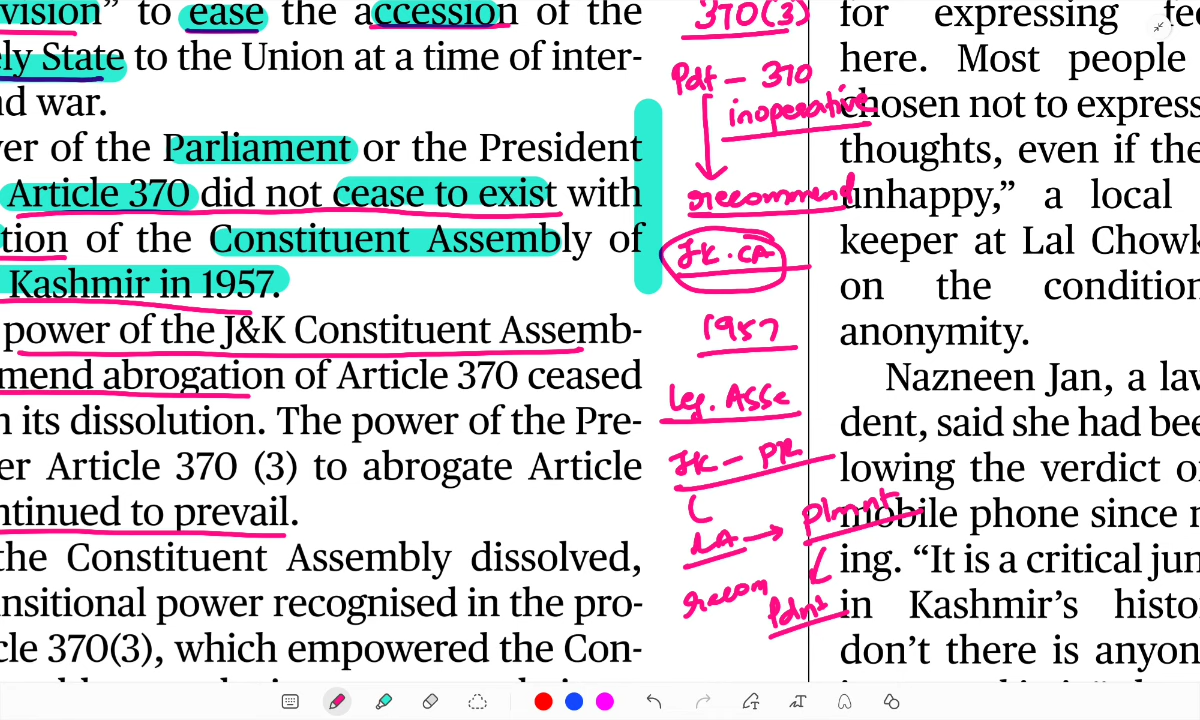 vision” to ease the accession of the
ely State to the Union at a time of inter-
nd war.
ver of the Parliament or the President
Article 370 did not cease to exist with
tion of the Constituent Assembly of
Kashmir in 1957.
power of the J&K Constituent Assemb-
mend abrogation of Article 370 ceased
n its dissolution. The power of the Pre-
er Article 370 (3) to abrogate Article
ntinued to prevail.
the Constituent Assembly dissolved,
nsitional power recognised in the pro-
cle 370(3), which empowered the Con-
370(3)
Pdt - 370
inoperative
recommend
JK. CA
1957
Leg. Asse
JK - PR
LA → Plmnt
recom
Pdnt
for expressing fee
here. Most people
chosen not to express
thoughts, even if the
unhappy,” a local
keeper at Lal Chowk
on the condition
anonymity.
Nazneen Jan, a law
dent, said she had bee
lowing the verdict o
mobile phone since
ing. “It is a critical jun
in Kashmir’s histo
don’t there is anyon